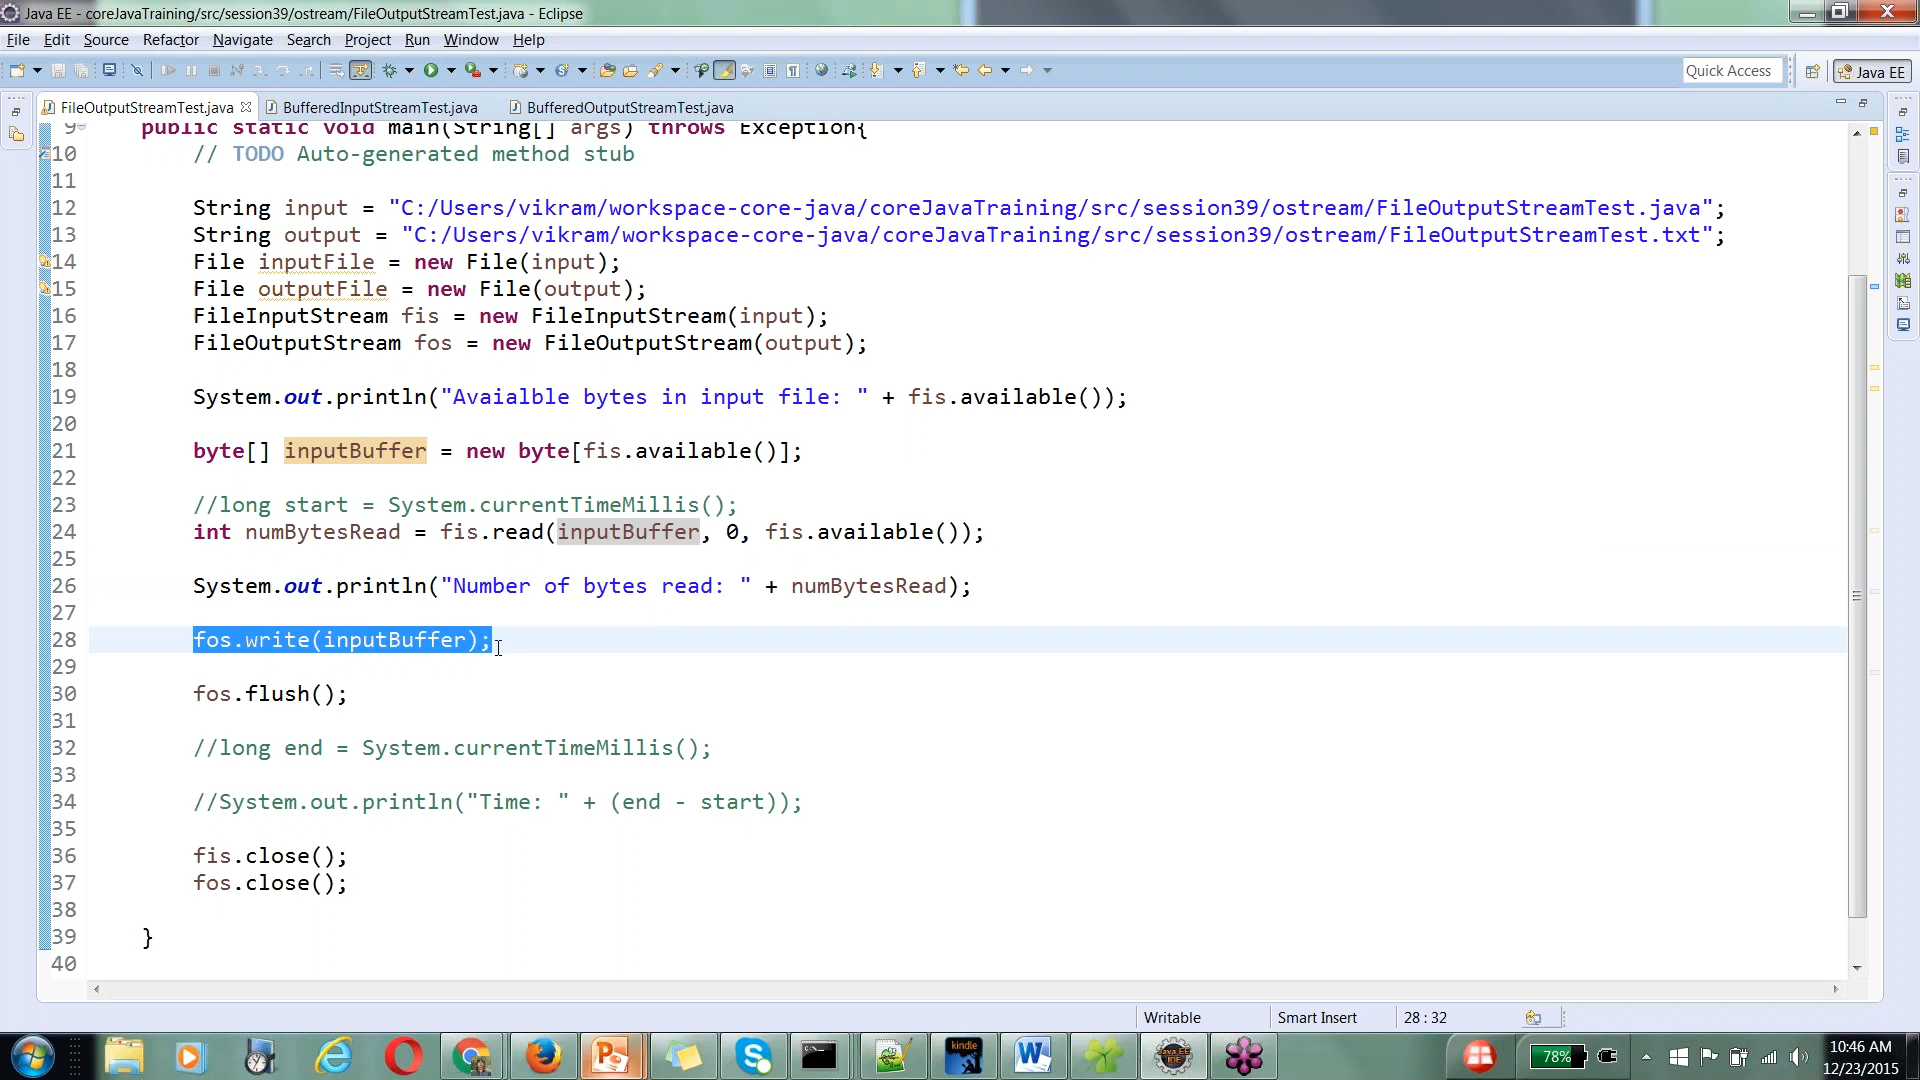 Java EE - coreJavaTraining/src/session39/ostream/FileOutputStreamTest.java - Eclipse
File Edit Source Refactor Navigate Search Project Run Window Help
Quick Access Java EE
FileOutputStreamTest.java BufferedInputStreamTest.java BufferedOutputStreamTest.java
9 public static void main(String[] args) throws Exception{
10 // TODO Auto-generated method stub
11
12 String input = "C:/Users/vikram/workspace-core-java/coreJavaTraining/src/session39/ostream/FileOutputStreamTest.java";
13 String output = "C:/Users/vikram/workspace-core-java/coreJavaTraining/src/session39/ostream/FileOutputStreamTest.txt";
14 File inputFile = new File(input);
15 File outputFile = new File(output);
16 FileInputStream fis = new FileInputStream(input);
17 FileOutputStream fos = new FileOutputStream(output);
18
19 System.out.println("Avaialble bytes in input file: " + fis.available());
20
21 byte[] inputBuffer = new byte[fis.available()];
22
23 //long start = System.currentTimeMillis();
24 int numBytesRead = fis.read(inputBuffer, 0, fis.available());
25
26 System.out.println("Number of bytes read: " + numBytesRead);
27
28 fos.write(inputBuffer);
29
30 fos.flush();
31
32 //long end = System.currentTimeMillis();
33
34 //System.out.println("Time: " + (end - start));
35
36 fis.close();
37 fos.close();
38
39 }
40
Writable Smart Insert 28 : 32
kindle Java EE IDE 78% 10:46 AM
12/23/2015